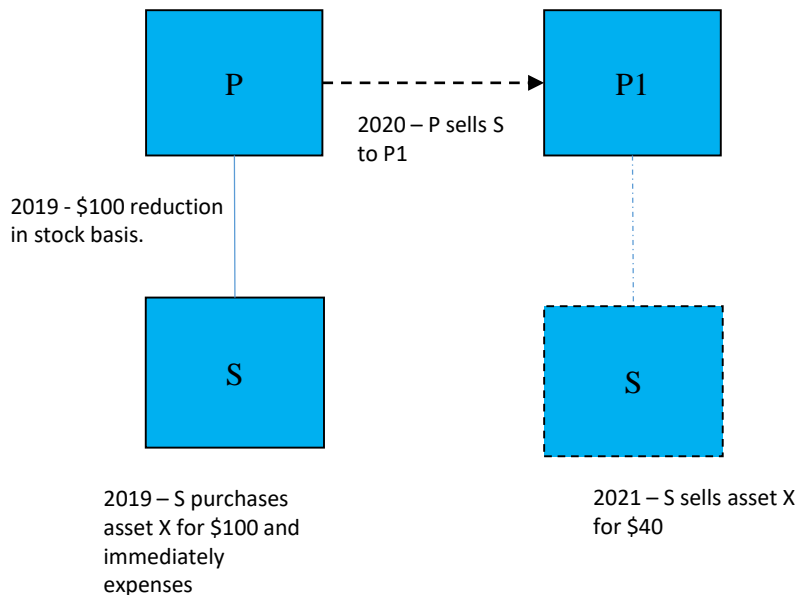 P
P1
2020 – P sells S
to P1
2019 - $100 reduction
in stock basis.
S
S
2019 – S purchases
asset X for $100 and
immediately
expenses
2021 – S sells asset X
for $40